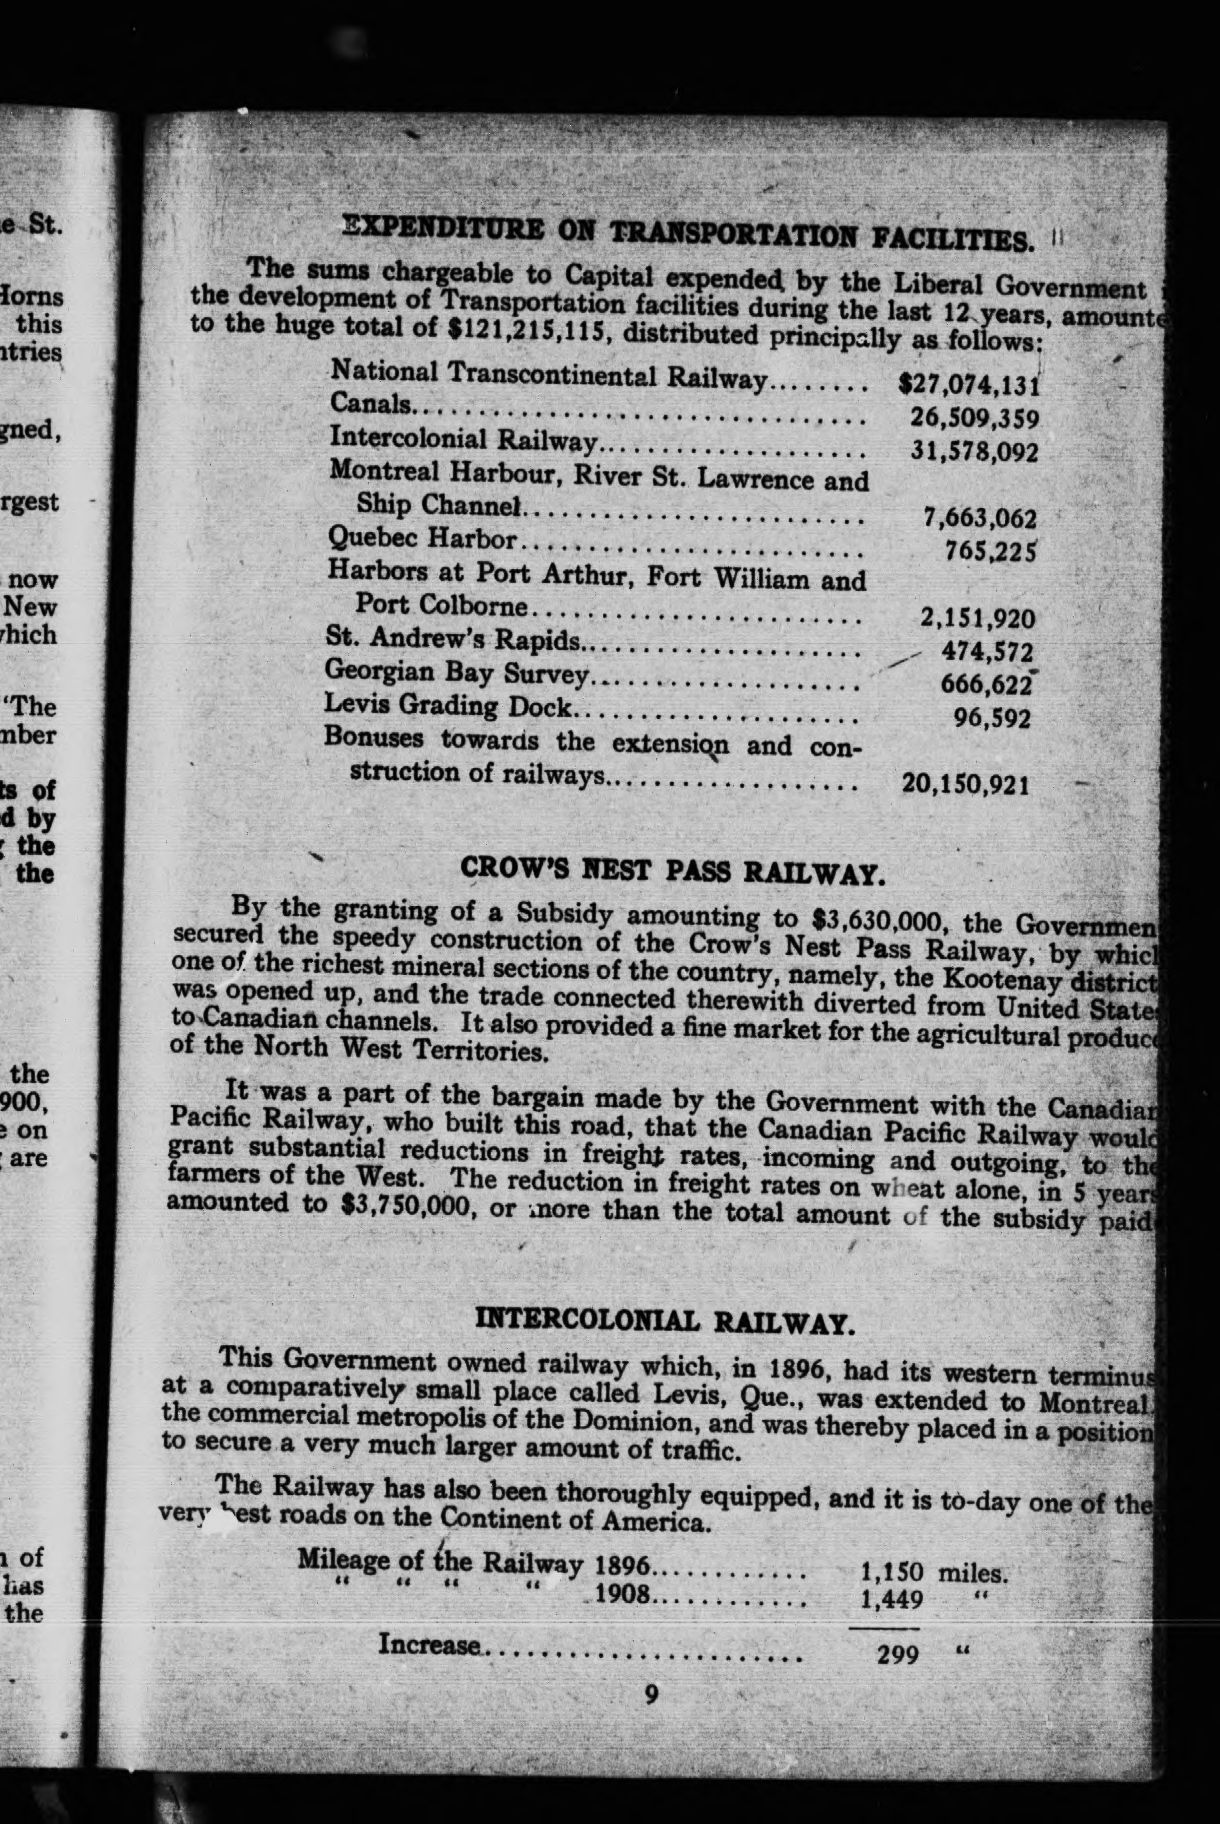 e St.
Horns
this
ntries
gned,
rgest
now
New
which
"The
mber
ts of
d by
g the
the
the
900,
e on
are
n of
has
the
EXPENDITURE ON TRANSPORTATION FACILITIES.
The sums chargeable to Capital expended by the Liberal Government
the development of Transportation facilities during the last 12 years, amounte
to the huge total of $121,215,115, distributed principally as follows:
National Transcontinental Railway........ $27,074,131
Canals.................................. 26,509,359
Intercolonial Railway..................... 31,578,092
Montreal Harbour, River St. Lawrence and
Ship Channel.......................... 7,663,062
Quebec Harbor.......................... 765,225
Harbors at Port Arthur, Fort William and
Port Colborne......................... 2,151,920
St. Andrew's Rapids...................... 474,572
Georgian Bay Survey..................... 666,622
Levis Grading Dock...................... 96,592
Bonuses towards the extension and con-
struction of railways................... 20,150,921
CROW'S NEST PASS RAILWAY.
By the granting of a Subsidy amounting to $3,630,000, the Governmen
secured the speedy construction of the Crow's Nest Pass Railway, by which
one of the richest mineral sections of the country, namely, the Kootenay district
was opened up, and the trade connected therewith diverted from United State
to Canadian channels. It also provided a fine market for the agricultural produc
of the North West Territories.
It was a part of the bargain made by the Government with the Canadian
Pacific Railway, who built this road, that the Canadian Pacific Railway would
grant substantial reductions in freight rates, incoming and outgoing, to the
farmers of the West. The reduction in freight rates on wheat alone, in 5 years
amounted to $3,750,000, or more than the total amount of the subsidy paid
INTERCOLONIAL RAILWAY.
This Government owned railway which, in 1896, had its western terminus
at a comparatively small place called Levis, Que., was extended to Montreal,
the commercial metropolis of the Dominion, and was thereby placed in a position
to secure a very much larger amount of traffic.
The Railway has also been thoroughly equipped, and it is to-day one of the
very best roads on the Continent of America.
Mileage of the Railway 1896............ 1,150 miles.
" " " " 1908............ 1,449 "
Increase........................ 299 "
9